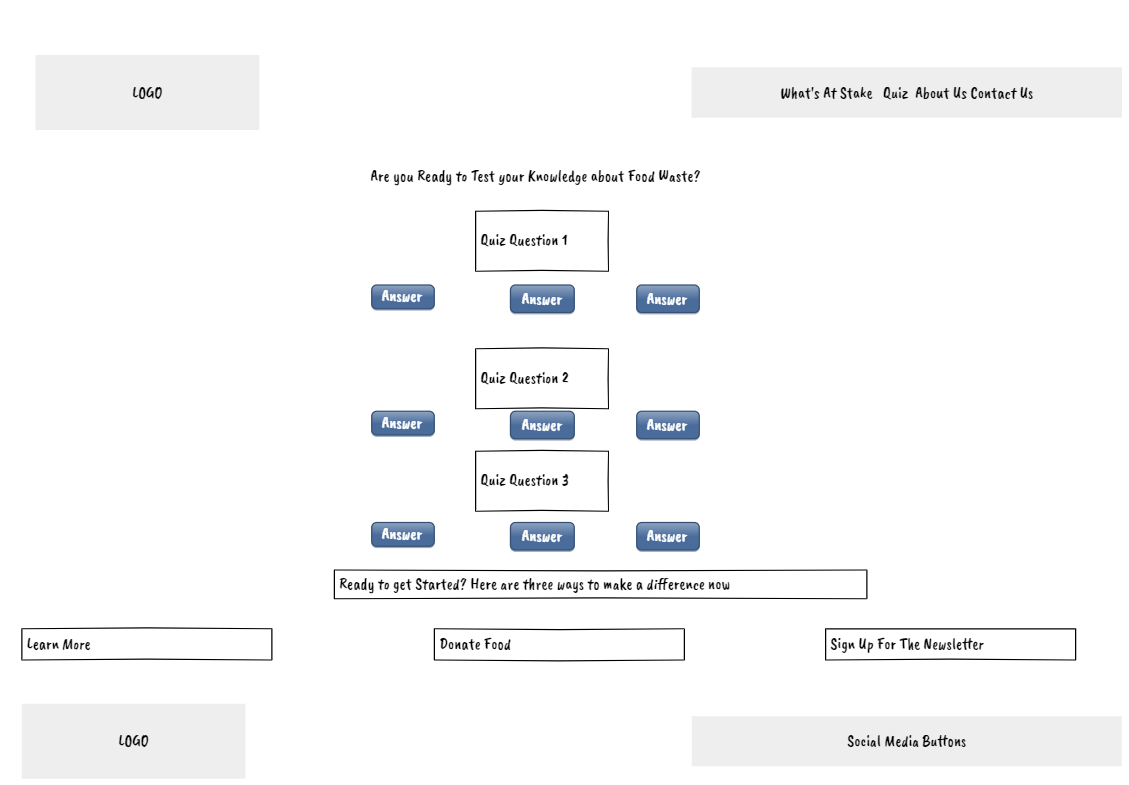 LOGO
What's At Stake Quiz About Us Contact Us
Are you Ready to Test your Knowledge about Food Waste?
Quiz Question 1
Answer Answer Answer
Quiz Question 2
Answer Answer Answer
Quiz Question 3
Answer Answer Answer
Ready to get Started? Here are three ways to make a difference now
Learn More
Donate Food
Sign Up For The Newsletter
LOGO
Social Media Buttons